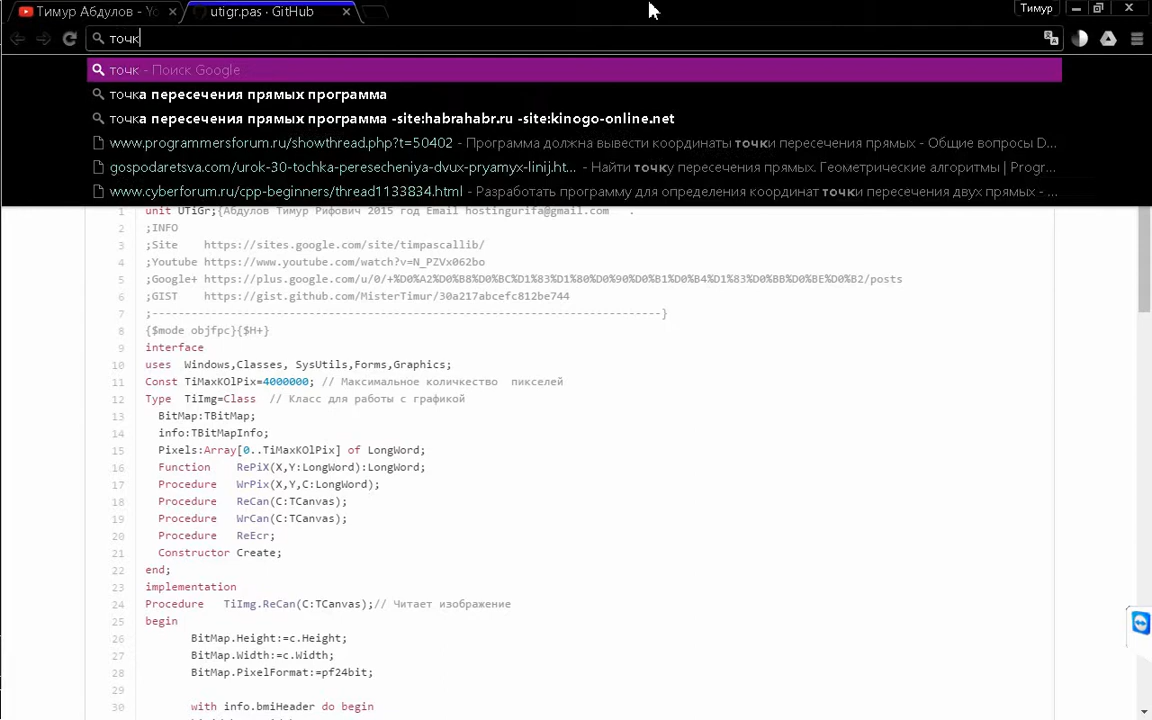 Тимур Абдулов - Yo
utigr.pas · GitHub
Тимур
точк
точк - Поиск Google
точка пересечения прямых программа
точка пересечения прямых программа -site:habrahabr.ru -site:kinogo-online.net
www.programmersforum.ru/showthread.php?t=50402 - Программа должна вывести координаты точки пересечения прямых - Общие вопросы D...
gospodaretsva.com/urok-30-tochka-peresecheniya-dvux-pryamyx-linij.ht... - Найти точку пересечения прямых. Геометрические алгоритмы | Progr...
www.cyberforum.ru/cpp-beginners/thread1133834.html - Разработать программу для определения координат точки пересечения двух прямых - ...
1 unit UTiGr;{Абдулов Тимур Рифович 2015 год Email hostingurifa@gmail.com .
2 ;INFO
3 ;Site https://sites.google.com/site/timpascallib/
4 ;Youtube https://www.youtube.com/watch?v=N_PZVx062bo
5 ;Google+ https://plus.google.com/u/0/+%D0%A2%D0%B8%D0%BC%D1%83%D1%80%D0%90%D0%B1%D0%B4%D1%83%D0%BB%D0%BE%D0%B2/posts
6 ;GIST https://gist.github.com/MisterTimur/30a217abcefc812be744
7 ;---------------------------------------------------------------------------}
8 {$mode objfpc}{$H+}
9 interface
10 uses Windows,Classes, SysUtils,Forms,Graphics;
11 Const TiMaxKOlPix=4000000; // Максимальное количкество пикселей
12 Type TiImg=Class // Класс для работы с графикой
13 BitMap:TBitMap;
14 info:TBitMapInfo;
15 Pixels:Array[0..TiMaxKOlPix] of LongWord;
16 Function RePiX(X,Y:LongWord):LongWord;
17 Procedure WrPix(X,Y,C:LongWord);
18 Procedure ReCan(C:TCanvas);
19 Procedure WrCan(C:TCanvas);
20 Procedure ReEcr;
21 Constructor Create;
22 end;
23 implementation
24 Procedure TiImg.ReCan(C:TCanvas);// Читает изображение
25 begin
26 BitMap.Height:=c.Height;
27 BitMap.Width:=c.Width;
28 BitMap.PixelFormat:=pf24bit;
29
30 with info.bmiHeader do begin